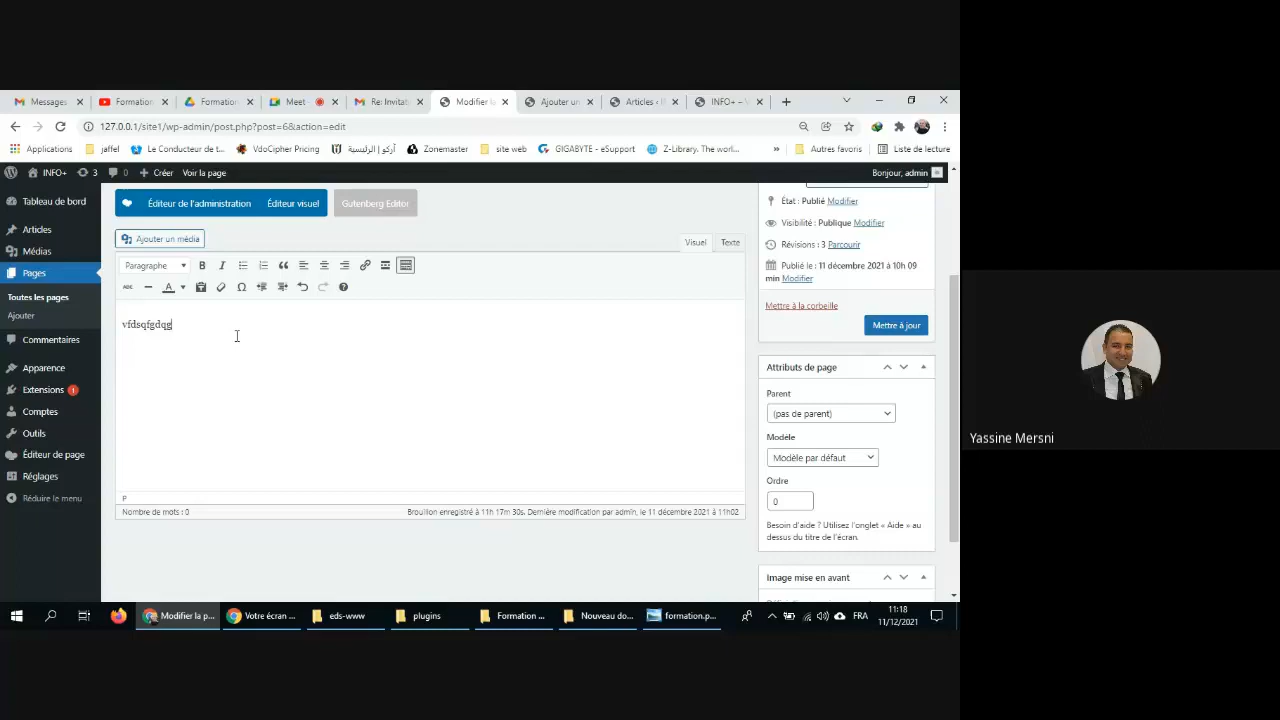 Messages
Formation
Formation
Meet -
Re: Invitat
Modifier la
Ajouter un
Articles ‹ B
INFO+ – V
127.0.0.1/site1/wp-admin/post.php?post=6&action=edit
Applications
jaffel
Le Conducteur de t...
VdoCipher Pricing
أركو | الرئيسية
Zonemaster
site web
GIGABYTE - eSupport
Z-Library. The worl...
»
Autres favoris
Liste de lecture
INFO+
3
0
Créer
Voir la page
Bonjour, admin
Tableau de bord
Articles
Médias
Pages
Toutes les pages
Ajouter
Commentaires
Apparence
Extensions 1
Comptes
Outils
Éditeur de page
Réglages
Réduire le menu
Éditeur de l'administration
Éditeur visuel
Gutenberg Editor
Ajouter un média
Visuel
Texte
Paragraphe
B
I
ABC
A
vfdsqfgdqg
P
Nombre de mots : 0
Brouillon enregistré à 11h 17m 30s. Dernière modification par admin, le 11 décembre 2021 à 11h02
État : Publié Modifier
Visibilité : Publique Modifier
Révisions : 3 Parcourir
Publié le : 11 décembre 2021 à 10h 09
min Modifier
Mettre à la corbeille
Mettre à jour
Attributs de page
Parent
(pas de parent)
Modèle
Modèle par défaut
Ordre
0
Besoin d'aide ? Utilisez l'onglet « Aide » au
dessus du titre de l'écran.
Image mise en avant
Modifier la p...
Votre écran ...
eds-www
plugins
Formation ...
Nouveau do...
formation.p...
FRA
11:18
11/12/2021
Yassine Mersni